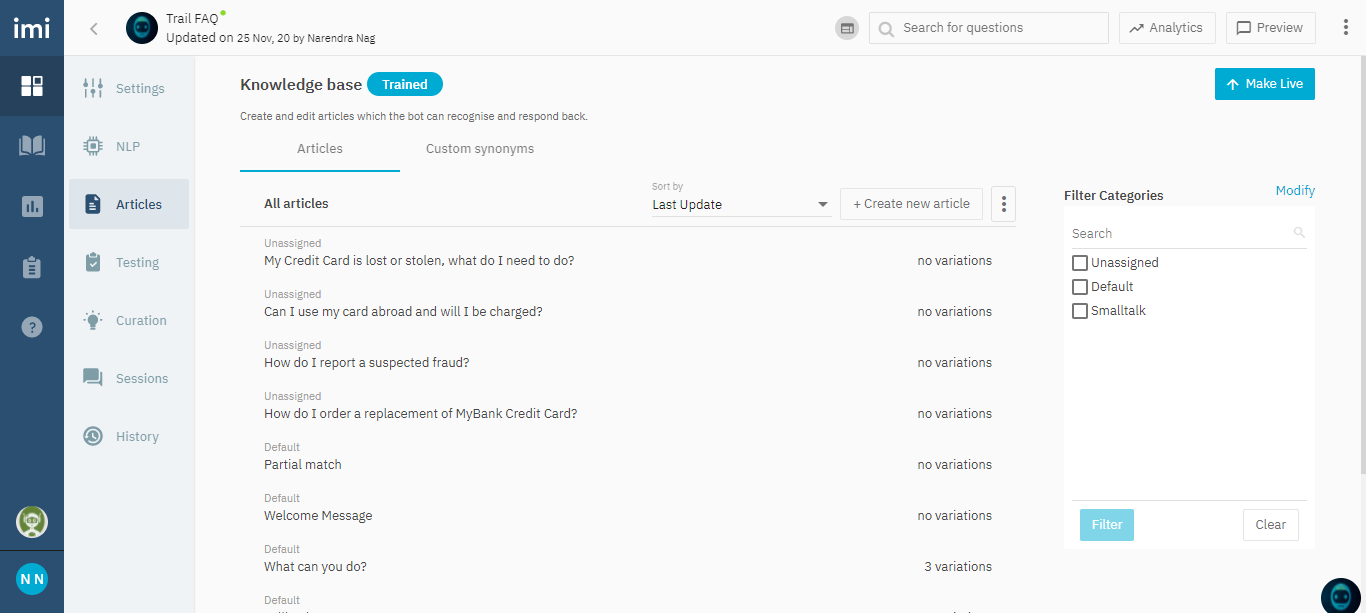 imi
Trail FAQ
Updated on 25 Nov, 20 by Narendra Nag
Search for questions
Analytics
Preview
Settings
NLP
Articles
Testing
Curation
Sessions
History
?
N N
Knowledge base Trained
Make Live
Create and edit articles which the bot can recognise and respond back.
Articles Custom synonyms
All articles
Sort by
Last Update
+ Create new article
Unassigned
My Credit Card is lost or stolen, what do I need to do? no variations
Unassigned
Can I use my card abroad and will I be charged? no variations
Unassigned
How do I report a suspected fraud? no variations
Unassigned
How do I order a replacement of MyBank Credit Card? no variations
Default
Partial match no variations
Default
Welcome Message no variations
Default
What can you do? 3 variations
Default
Filter Categories Modify
Search
Unassigned
Default
Smalltalk
Filter Clear